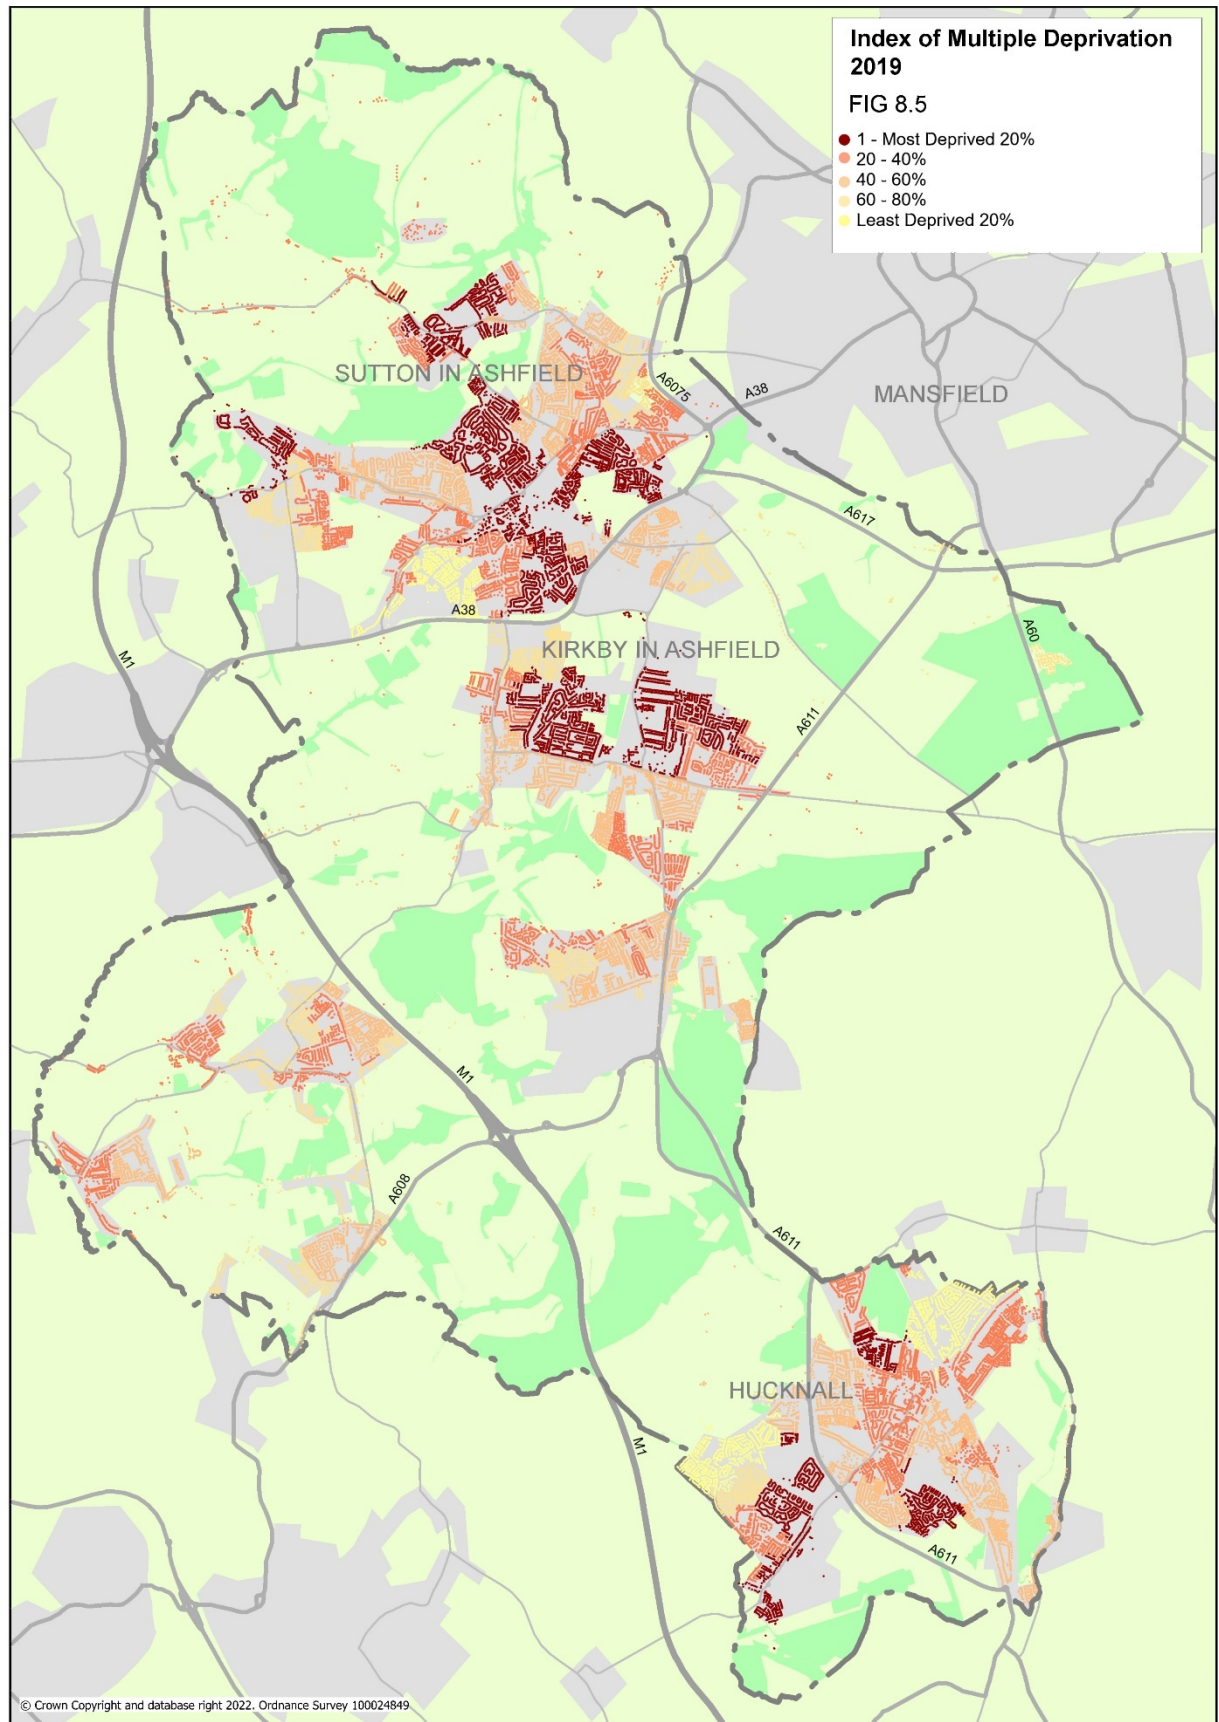 Index of Multiple Deprivation
2019
FIG 8.5
1 - Most Deprived 20%
20 - 40%
40 - 60%
60 - 80%
Least Deprived 20%
SUTTON IN ASHFIELD
A6075
A38
MANSFIELD
A617
A38
A60
M1
KIRKBY IN ASHFIELD
A611
M1
A608
A611
HUCKNALL
M1
A611
© Crown Copyright and database right 2022. Ordnance Survey 100024849